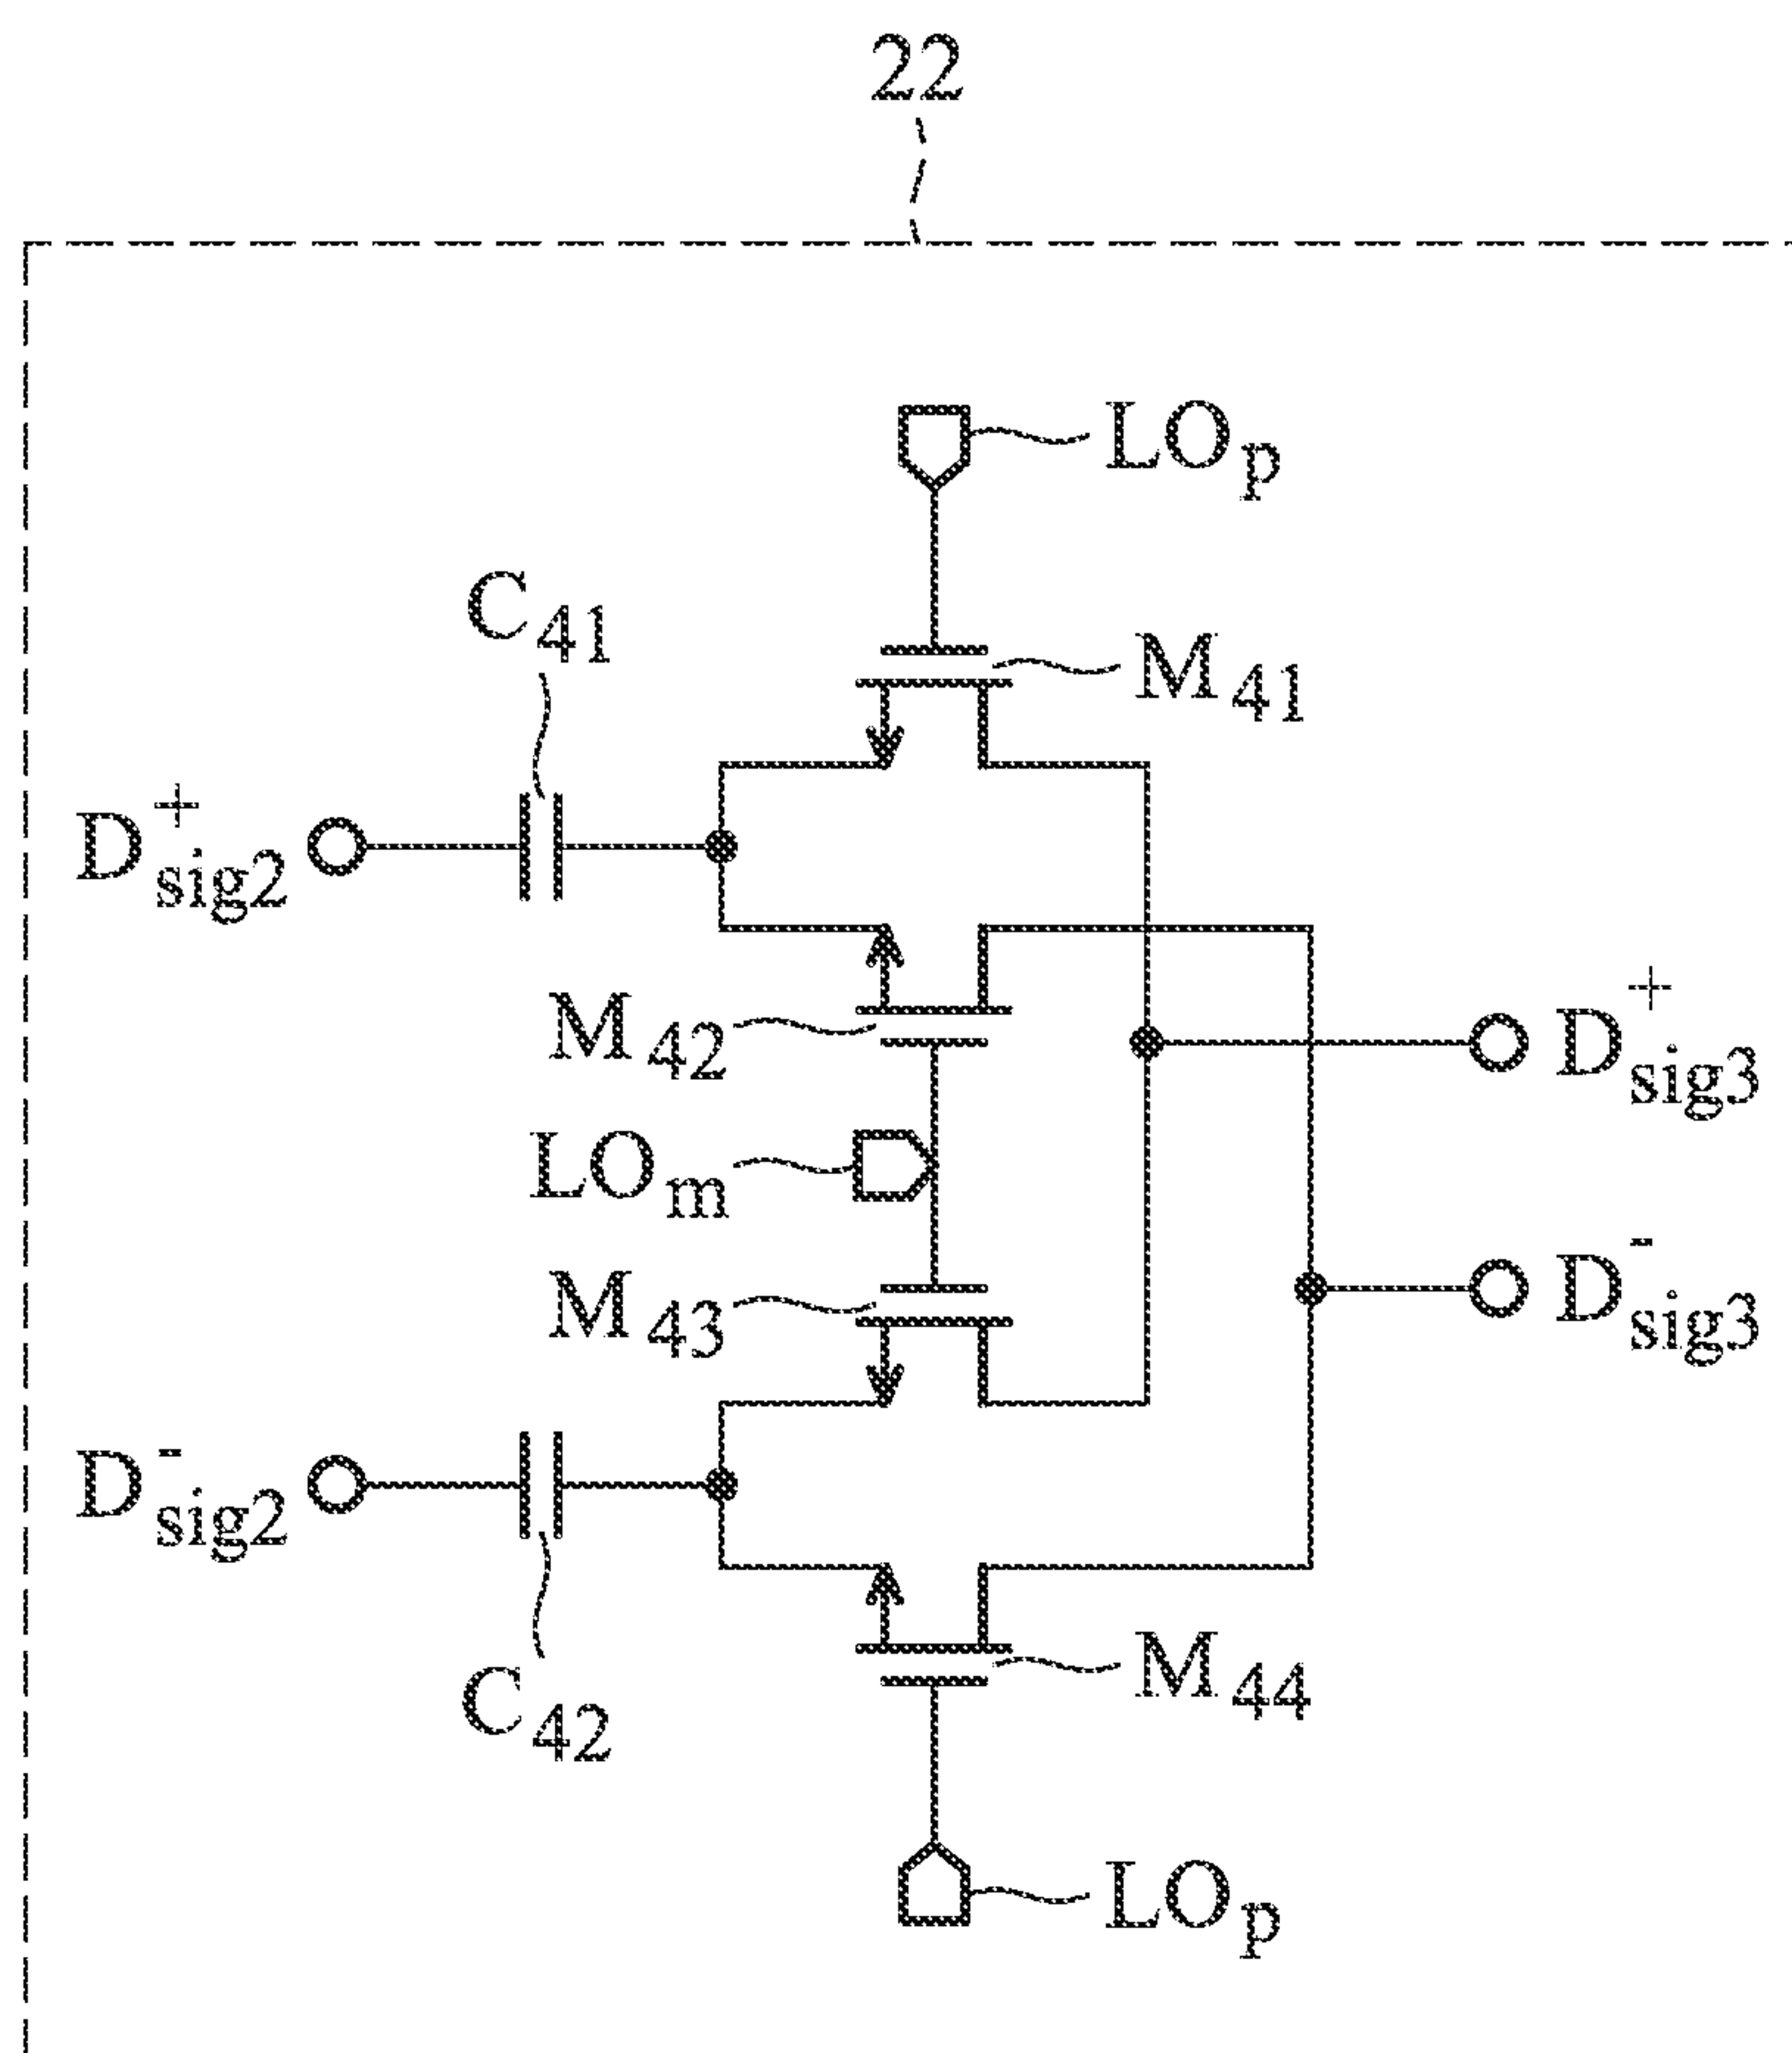 22
LOp
C41
M41
D+sig2
M42
D+sig3
LOm
D-sig3
M43
D-sig2
M44
C42
LOp